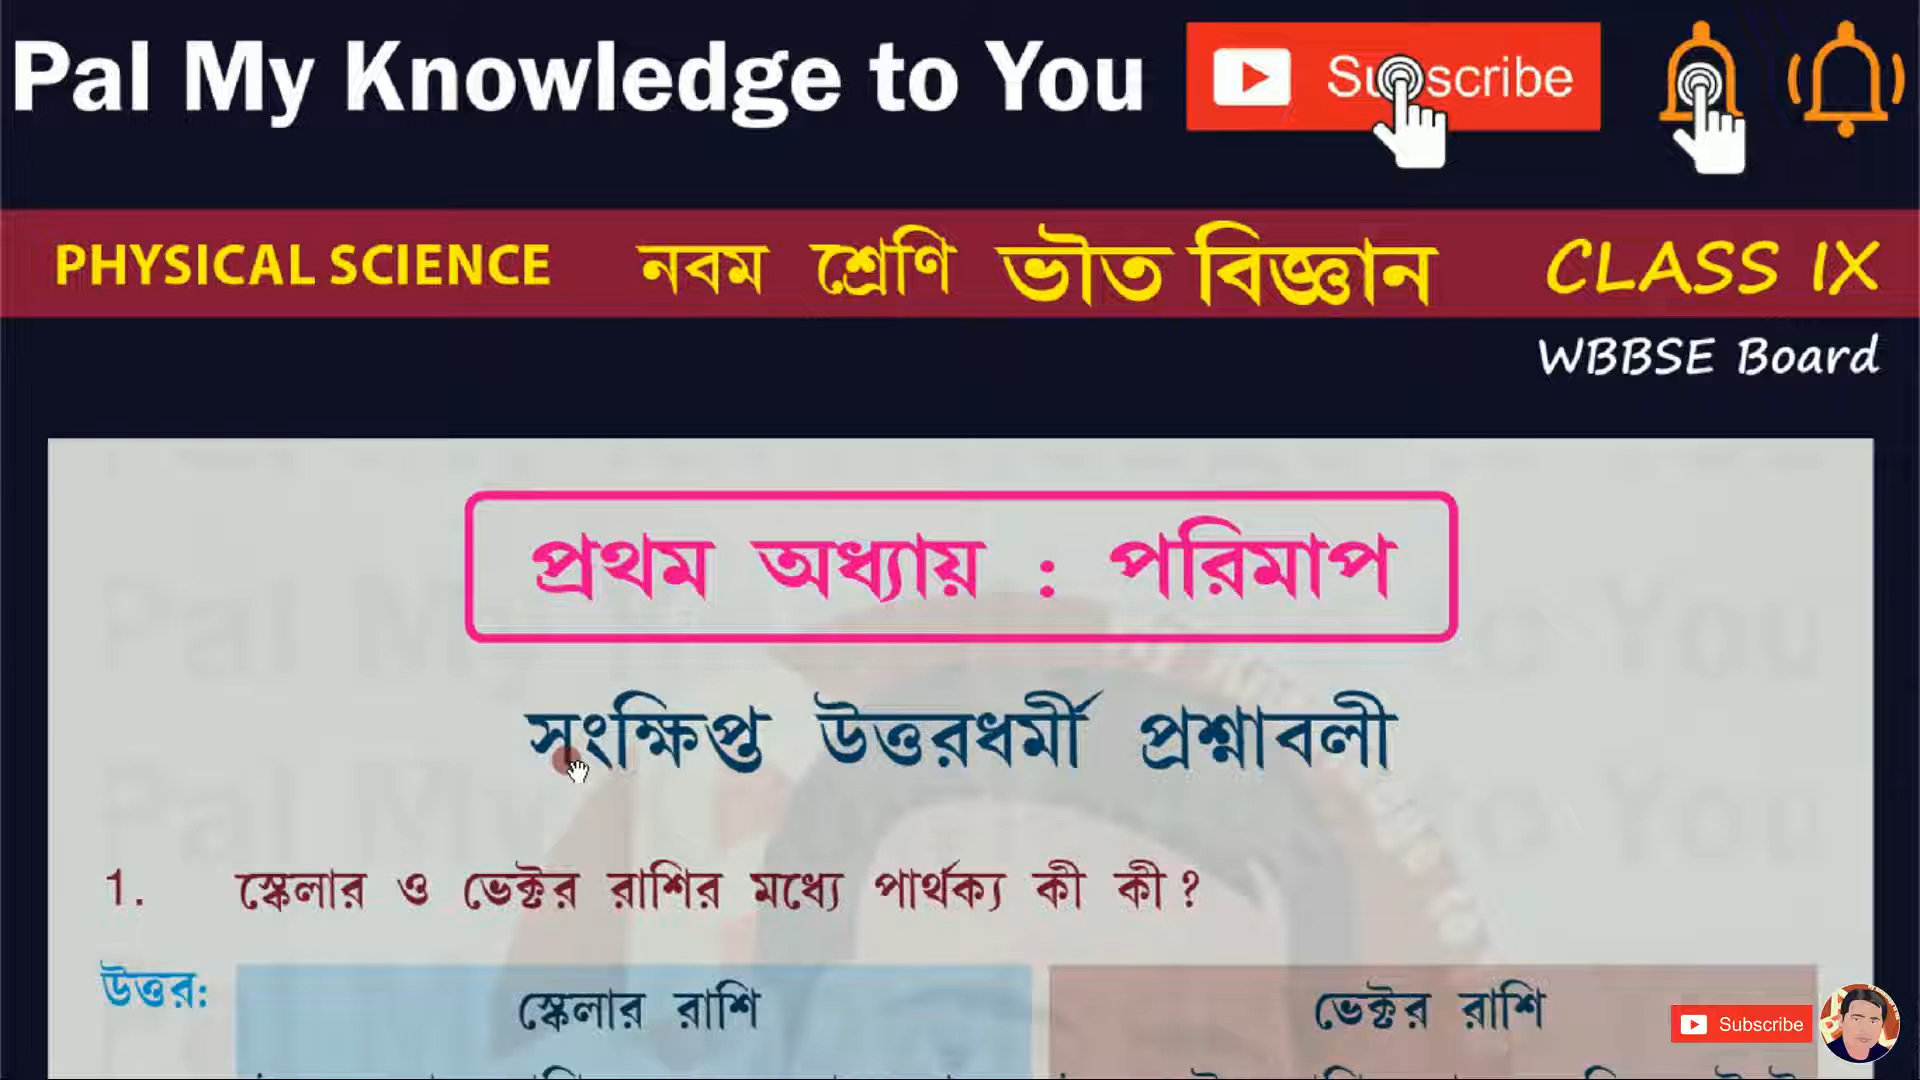 Pal My Knowledge to You Subscribe
PHYSICAL SCIENCE নবম শ্রেণি ভৌত বিজ্ঞান CLASS IX
WBBSE Board
প্রথম অধ্যায় : পরিমাপ
সংক্ষিপ্ত উত্তরধর্মী প্রশ্নাবলী
1. স্কেলার ও ভেক্টর রাশির মধ্যে পার্থক্য কী কী ?
উত্তর: স্কেলার রাশি ভেক্টর রাশি
Subscribe